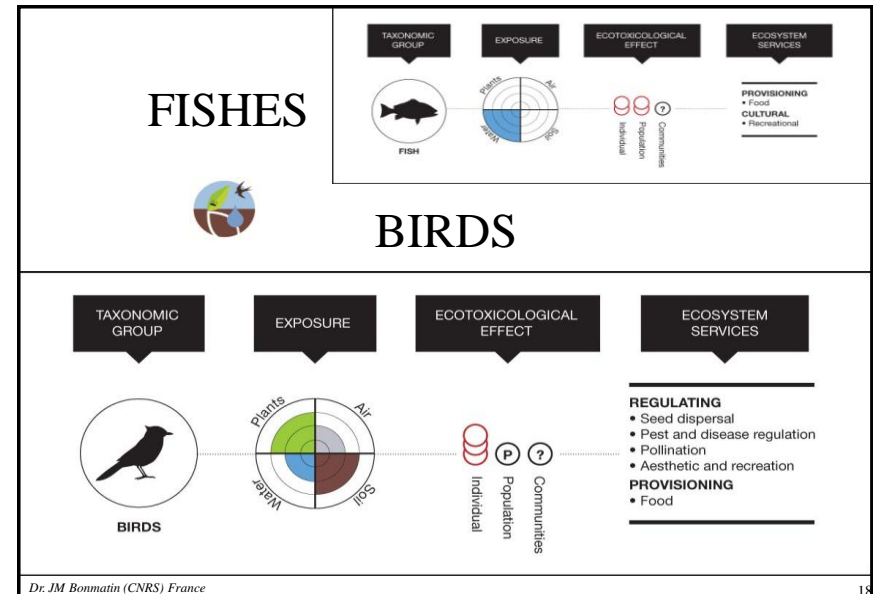 FISHES
TAXONOMIC
GROUP
EXPOSURE
ECOTOXICOLOGICAL
EFFECT
ECOSYSTEM
SERVICES
FISH
Plants
Air
Water
Soil
?
Individual
Population
Communities
PROVISIONING
• Food
CULTURAL
• Recreational
BIRDS
TAXONOMIC
GROUP
EXPOSURE
ECOTOXICOLOGICAL
EFFECT
ECOSYSTEM
SERVICES
BIRDS
Plants
Air
Water
Soil
P
?
Individual
Population
Communities
REGULATING
• Seed dispersal
• Pest and disease regulation
• Pollination
• Aesthetic and recreation
PROVISIONING
• Food
Dr. JM Bonmatin (CNRS) France
18